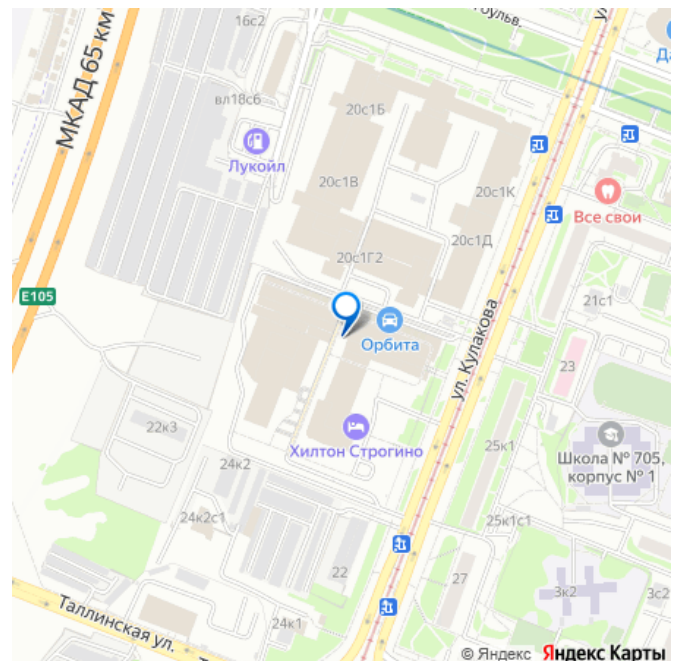 16с2
МКАД 65 км
вл18с6
Лукойл
20с1Б
20с1В
20с1К
20с1Д
20с1Г2
Все свои
21с1
E105
Орбита
ул. Кулакова
23
Хилтон Строгино
22к3
24к2
25к1
Школа № 705,
корпус № 1
24к2с1
25к1с1
22
27
3к2
3с2
24к1
Таллинская ул.
© Яндекс Яндекс Карты